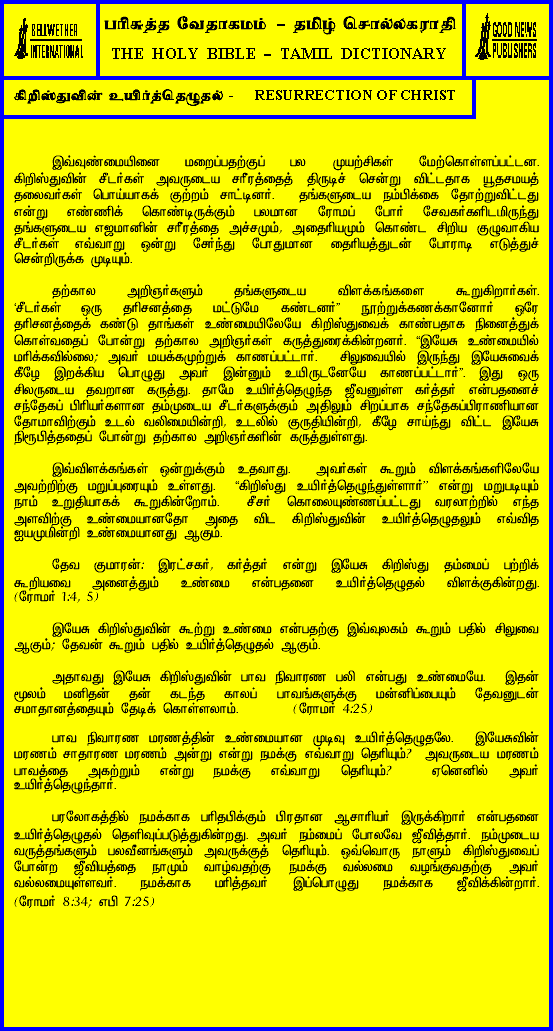 BELLWETHER
INTERNATIONAL
பரிசுத்த வேதாகமம் - தமிழ் சொல்லகராதி
THE HOLY BIBLE - TAMIL DICTIONARY
GOOD NEWS
PUBLISHERS
கிறிஸ்துவின் உயிர்த்தெழுதல் - RESURRECTION OF CHRIST
இவ்வுண்மையினை மறைப்பதற்குப் பல முயற்சிகள் மேற்கொள்ளப்பட்டன.
கிறிஸ்துவின் சீடர்கள் அவருடைய சரீரத்தைத் திருடிச் சென்று விட்டதாக யூதசமயத்
தலைவர்கள் பொய்யாகக் குற்றம் சாட்டினர். தங்களுடைய நம்பிக்கை தோற்றுவிட்டது
என்று எண்ணிக் கொண்டிருக்கும் பலமான ரோமப் போர் சேவகர்களிடமிருந்து
தங்களுடைய எஜமானின் சரீரத்தை அச்சமும், அதைரியமும் கொண்ட சிறிய குழுவாகிய
சீடர்கள் எவ்வாறு ஒன்று சேர்ந்து போதுமான தைரியத்துடன் போராடி எடுத்துச்
சென்றிருக்க முடியும்.
தற்கால அறிஞர்களும் தங்களுடைய விளக்கங்களை கூறுகிறார்கள்.
‘சீடர்கள் ஒரு தரிசனத்தை மட்டுமே கண்டனர்” நூற்றுக்கணக்கானோர் ஒரே
தரிசனத்தைக் கண்டு தாங்கள் உண்மையிலேயே கிறிஸ்துவைக் காண்பதாக நினைத்துக்
கொள்வதைப் போன்று தற்கால அறிஞர்கள் கருத்துரைக்கின்றனர். “இயேசு உண்மையில்
மரிக்கவில்லை; அவர் மயக்கமுற்றுக் காணப்பட்டார். சிலுவையில் இருந்து இயேசுவைக்
கீழே இறக்கிய பொழுது அவர் இன்னும் உயிருடனேயே காணப்பட்டார்”. இது ஒரு
சிலருடைய தவறான கருத்து. தாமே உயிர்த்தெழுந்த ஜீவனுள்ள கர்த்தர் என்பதனைச்
சந்தேகப் பிரியர்களான தம்முடைய சீடர்களுக்கும் அதிலும் சிறப்பாக சந்தேகப்பிராணியான
தோமாவிற்கும் உடல் வலிமையின்றி, உடலில் குருதியின்றி, கீழே சாய்ந்து விட்ட இயேசு
நிரூபித்ததைப் போன்று தற்கால அறிஞர்களின் கருத்துள்ளது.
இவ்விளக்கங்கள் ஒன்றுக்கும் உதவாது. அவர்கள் கூறும் விளக்கங்களிலேயே
அவற்றிற்கு மறுப்புரையும் உள்ளது. “கிறிஸ்து உயிர்த்தெழுந்துள்ளார்” என்று மறுபடியும்
நாம் உறுதியாகக் கூறுகின்றோம். சீசர் கொலையுண்ணப்பட்டது வரலாற்றில் எந்த
அளவிற்கு உண்மையானதோ அதை விட கிறிஸ்துவின் உயிர்த்தெழுதலும் எவ்வித
ஐயமுமின்றி உண்மையானது ஆகும்.
தேவ குமாரன்: இரட்சகர், கர்த்தர் என்று இயேசு கிறிஸ்து தம்மைப் பற்றிக்
கூறியவை அனைத்தும் உண்மை என்பதனை உயிர்த்தெழுதல் விளக்குகின்றது.
(ரோமர் 1:4, 5)
இயேசு கிறிஸ்துவின் கூற்று உண்மை என்பதற்கு இவ்வுலகம் கூறும் பதில் சிலுவை
ஆகும்; தேவன் கூறும் பதில் உயிர்த்தெழுதல் ஆகும்.
அதாவது இயேசு கிறிஸ்துவின் பாவ நிவாரண பலி என்பது உண்மையே. இதன்
மூலம் மனிதன் தன் கடந்த காலப் பாவங்களுக்கு மன்னிப்பையும் தேவனுடன்
சமாதானத்தையும் தேடிக் கொள்ளலாம். (ரோமர் 4:25)
பாவ நிவாரண மரணத்தின் உண்மையான முடிவு உயிர்த்தெழுதலே. இயேசுவின்
மரணம் சாதாரண மரணம் அன்று என்று நமக்கு எவ்வாறு தெரியும்? அவருடைய மரணம்
பாவத்தை அகற்றும் என்று நமக்கு எவ்வாறு தெரியும்? ஏனெனில் அவர்
உயிர்த்தெழுந்தார்.
பரலோகத்தில் நமக்காக பரிதபிக்கும் பிரதான ஆசாரியர் இருக்கிறார் என்பதனை
உயிர்த்தெழுதல் தெளிவுப்படுத்துகின்றது. அவர் நம்மைப் போலவே ஜீவித்தார். நம்முடைய
வருத்தங்களும் பலவீனங்களும் அவருக்குத் தெரியும். ஒவ்வொரு நாளும் கிறிஸ்துவைப்
போன்ற ஜீவியத்தை நாமும் வாழ்வதற்கு நமக்கு வல்லமை வழங்குவதற்கு அவர்
வல்லமையுள்ளவர். நமக்காக மரித்தவர் இப்பொழுது நமக்காக ஜீவிக்கின்றார்.
(ரோமர் 8:34; எபி 7:25)